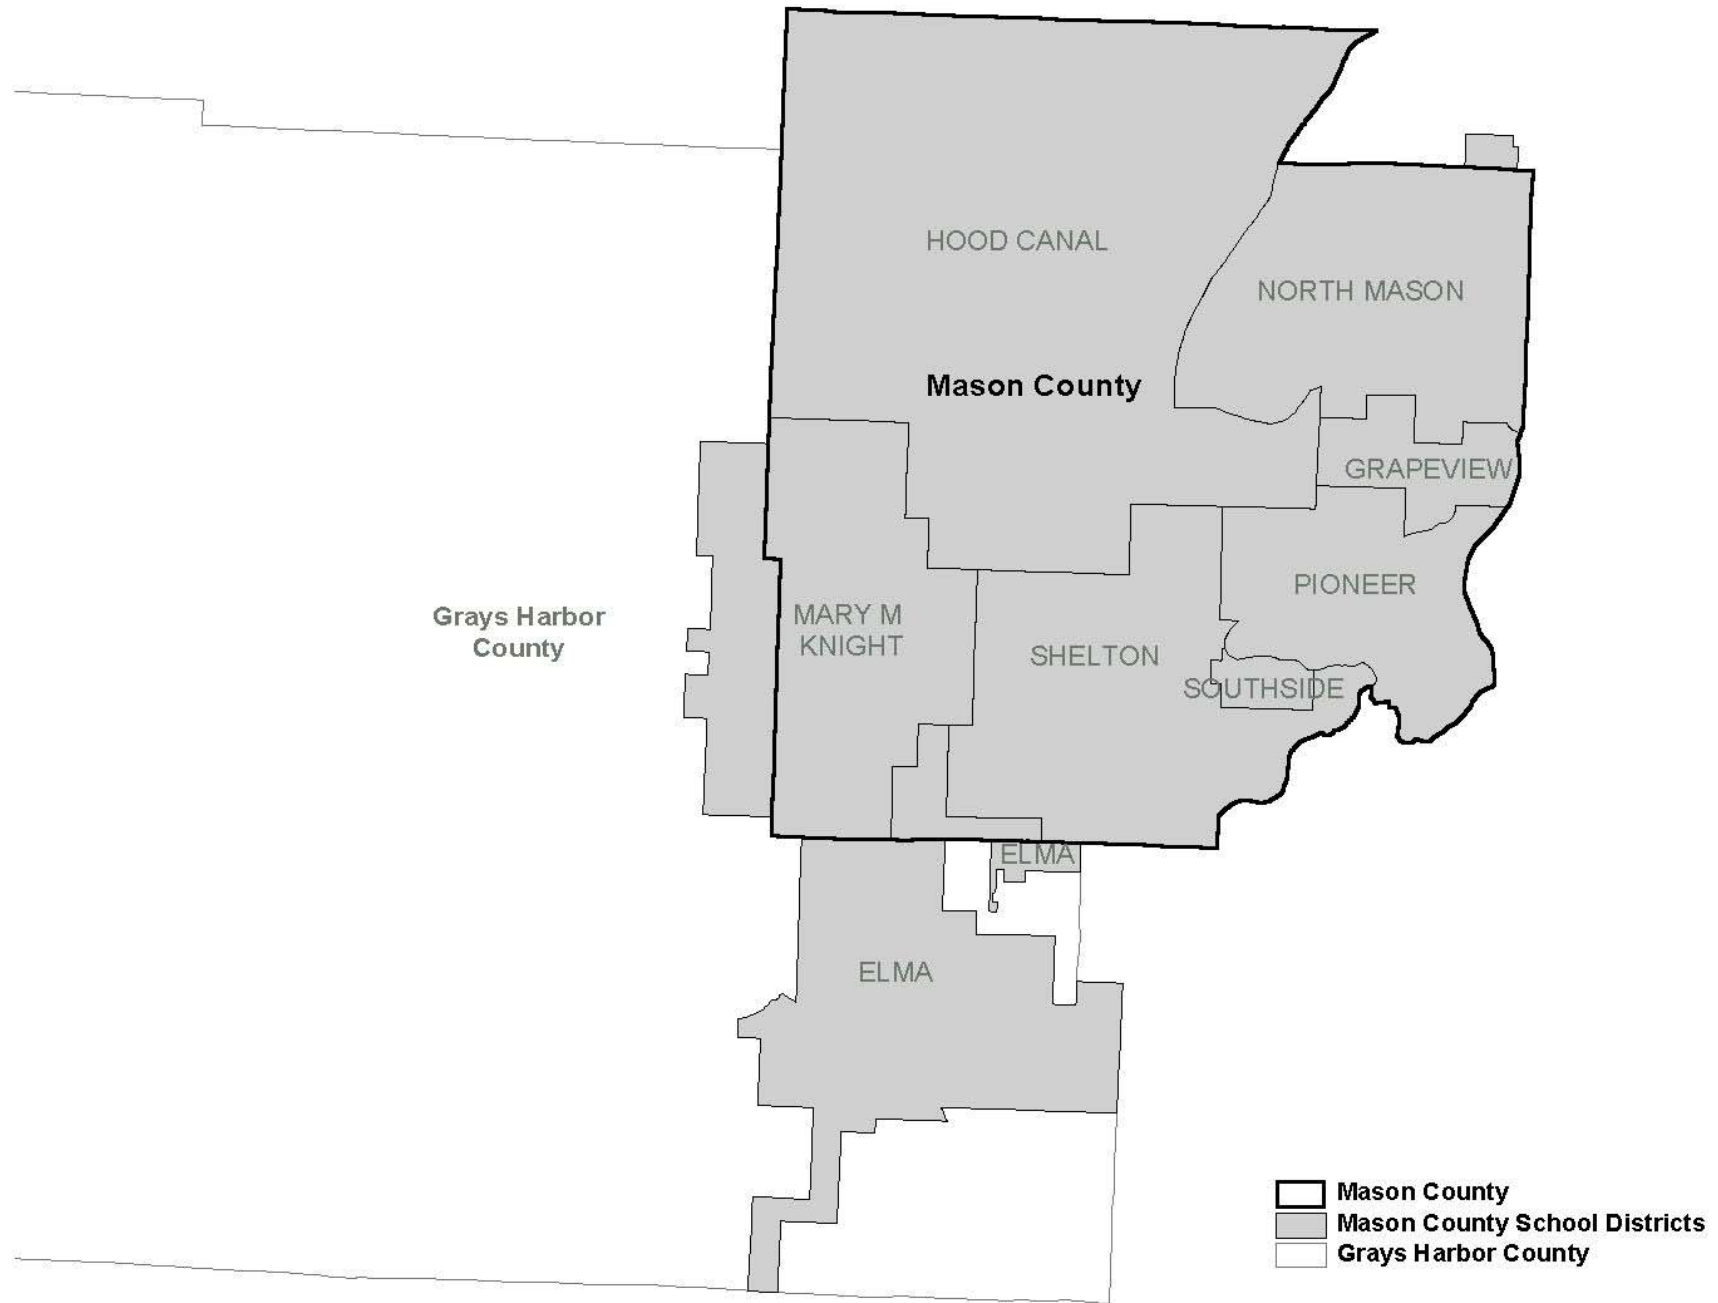 HOOD CANAL
NORTH MASON
Mason County
GRAPEVIEW
PIONEER
Grays Harbor
County
MARY M
KNIGHT
SHELTON
SOUTHSIDE
ELMA
ELMA
Mason County
Mason County School Districts
Grays Harbor County